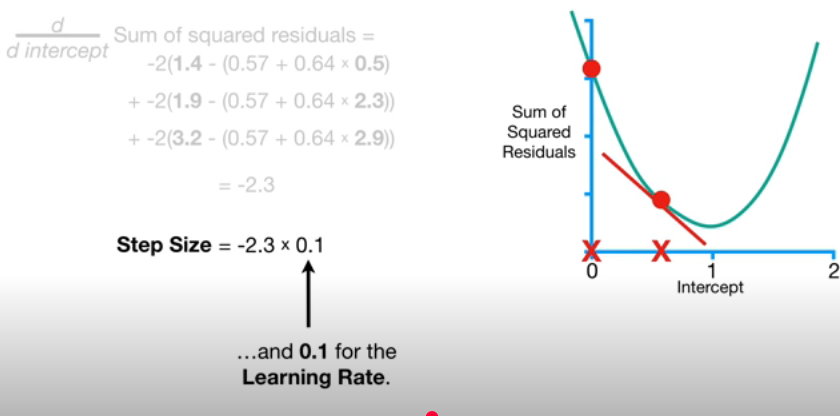 d
d intercept
Sum of squared residuals =
-2(1.4 - (0.57 + 0.64 × 0.5)
+ -2(1.9 - (0.57 + 0.64 × 2.3))
+ -2(3.2 - (0.57 + 0.64 × 2.9))
= -2.3
Step Size = -2.3 × 0.1
...and 0.1 for the
Learning Rate.
Sum of
Squared
Residuals
X X
0 1 2
Intercept